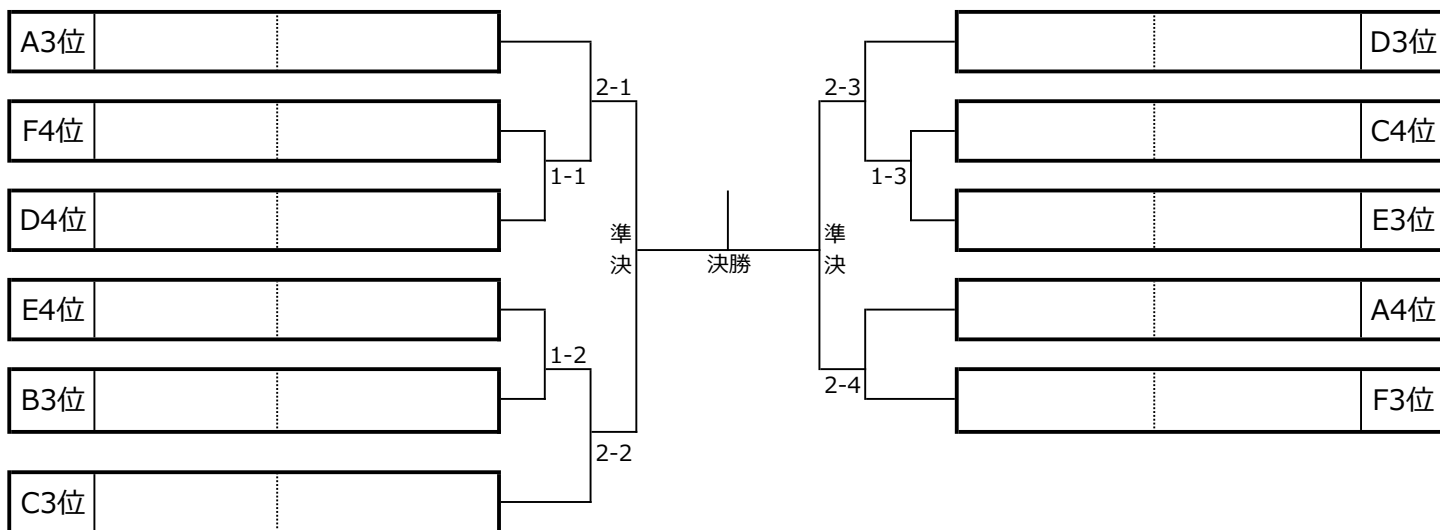 A3位
F4位
D4位
E4位
B3位
C3位
2-1
1-1
1-2
2-2
準決
決勝
準決
2-3
1-3
2-4
D3位
C4位
E3位
A4位
F3位